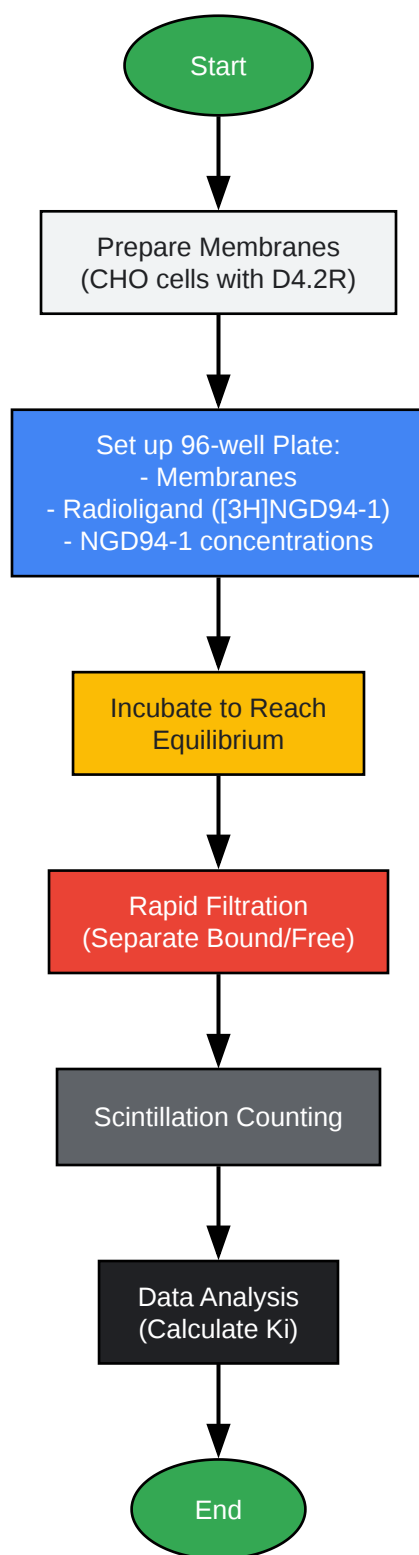 Start
Prepare Membranes
(CHO cells with D4.2R)
Set up 96-well Plate:
- Membranes
- Radioligand ([3H]NGD94-1)
- NGD94-1 concentrations
Incubate to Reach
Equilibrium
Rapid Filtration
(Separate Bound/Free)
Scintillation Counting
Data Analysis
(Calculate Ki)
End